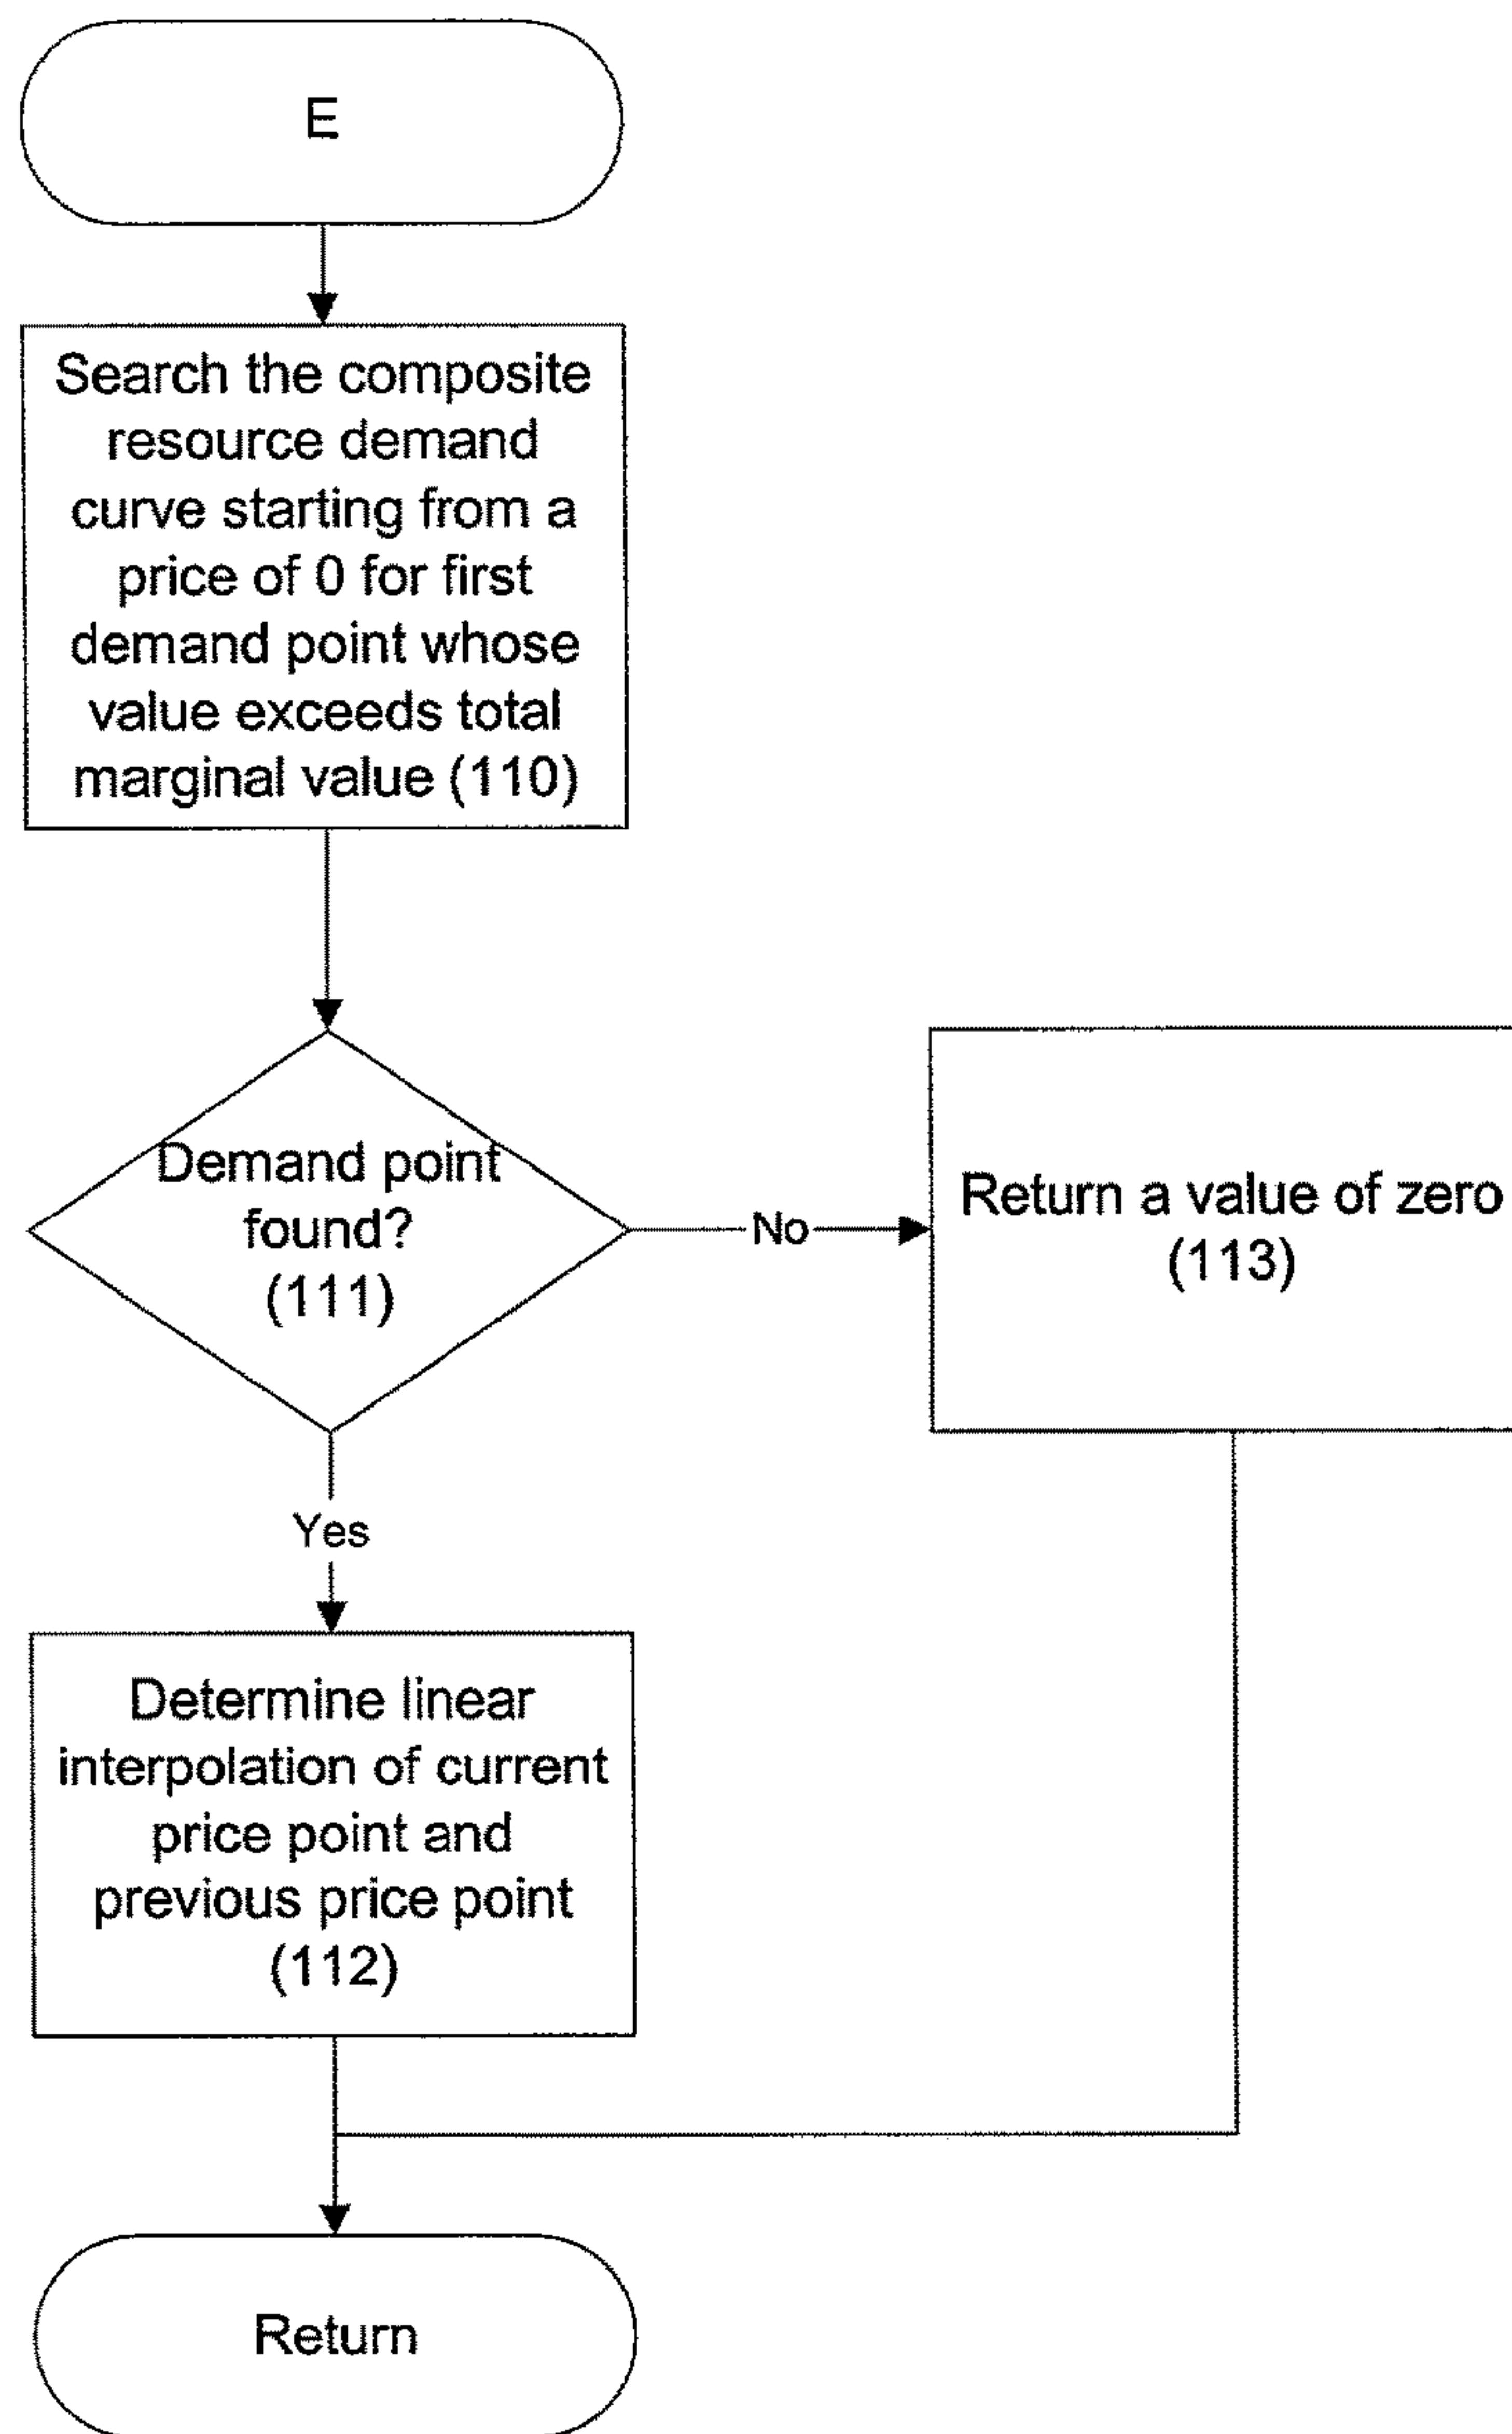 E
Search the composite
resource demand
curve starting from a
price of 0 for first
demand point whose
value exceeds total
marginal value (110)
Demand point
found?
(111)
No
Return a value of zero
(113)
Yes
Determine linear
interpolation of current
price point and
previous price point
(112)
Return